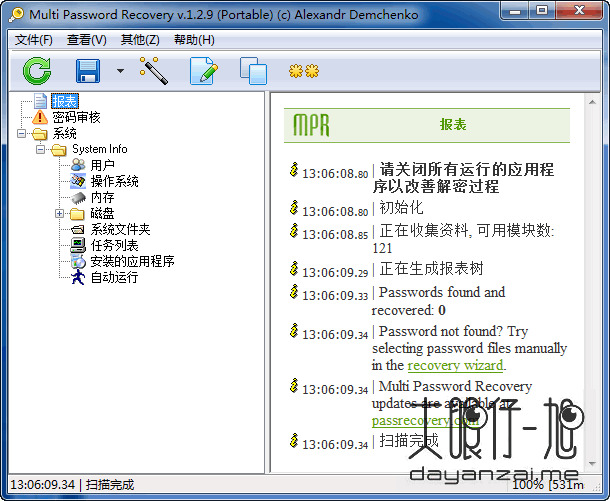 Multi Password Recovery v.1.2.9 (Portable) (c) Alexandr Demchenko
文件(F) 查看(V) 其他(Z) 帮助(H)
报表
密码审核
系统
System Info
用户
操作系统
内存
磁盘
系统文件夹
任务列表
安装的应用程序
自动运行
MPR 报表
13:06:08.80 | 请关闭所有运行的应用程
序以改善解密过程
13:06:08.80 | 初始化
13:06:08.85 | 正在收集资料, 可用模块数:
121
13:06:09.29 | 正在生成报表树
13:06:09.33 | Passwords found and
recovered: 0
13:06:09.34 | Password not found? Try
selecting password files manually
in the recovery wizard.
13:06:09.34 | Multi Password Recovery
updates are available at
passrecovery.com
13:06:09.34 | 扫描完成
大眼仔-旭
dayanzai.me
13:06:09.34 | 扫描完成
100% [531m